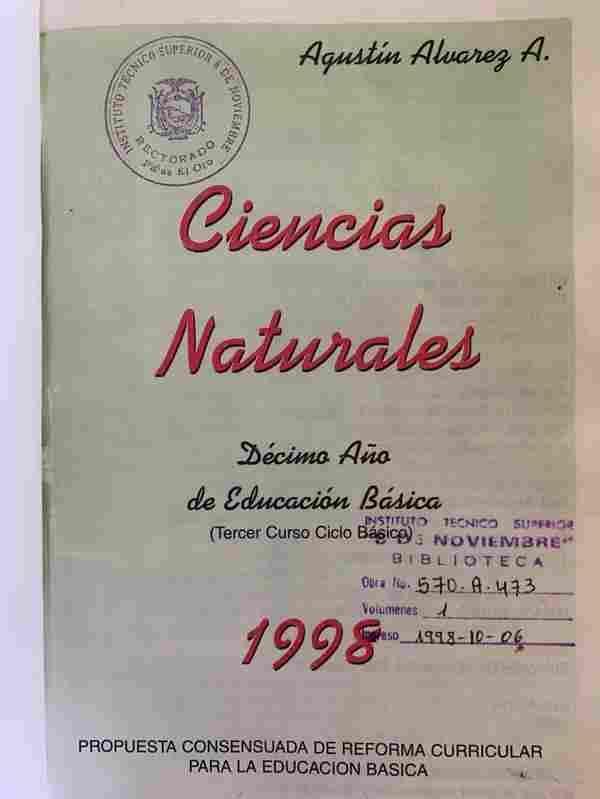 Agustín Alvarez A.
INSTITUTO TÉCNICO SUPERIOR 8 DE NOVIEMBRE
RECTORADO
El Oro
Ciencias
Naturales
Décimo Año
de Educación Básica
(Tercer Curso Ciclo Básico)
INSTITUTO TECNICO SUPERIOR
8 DE NOVIEMBRE
BIBLIOTECA
Obra No. 570-A-473
Volumenes 1
Ingreso 1998-10-06
1998
PROPUESTA CONSENSUADA DE REFORMA CURRICULAR
PARA LA EDUCACION BASICA